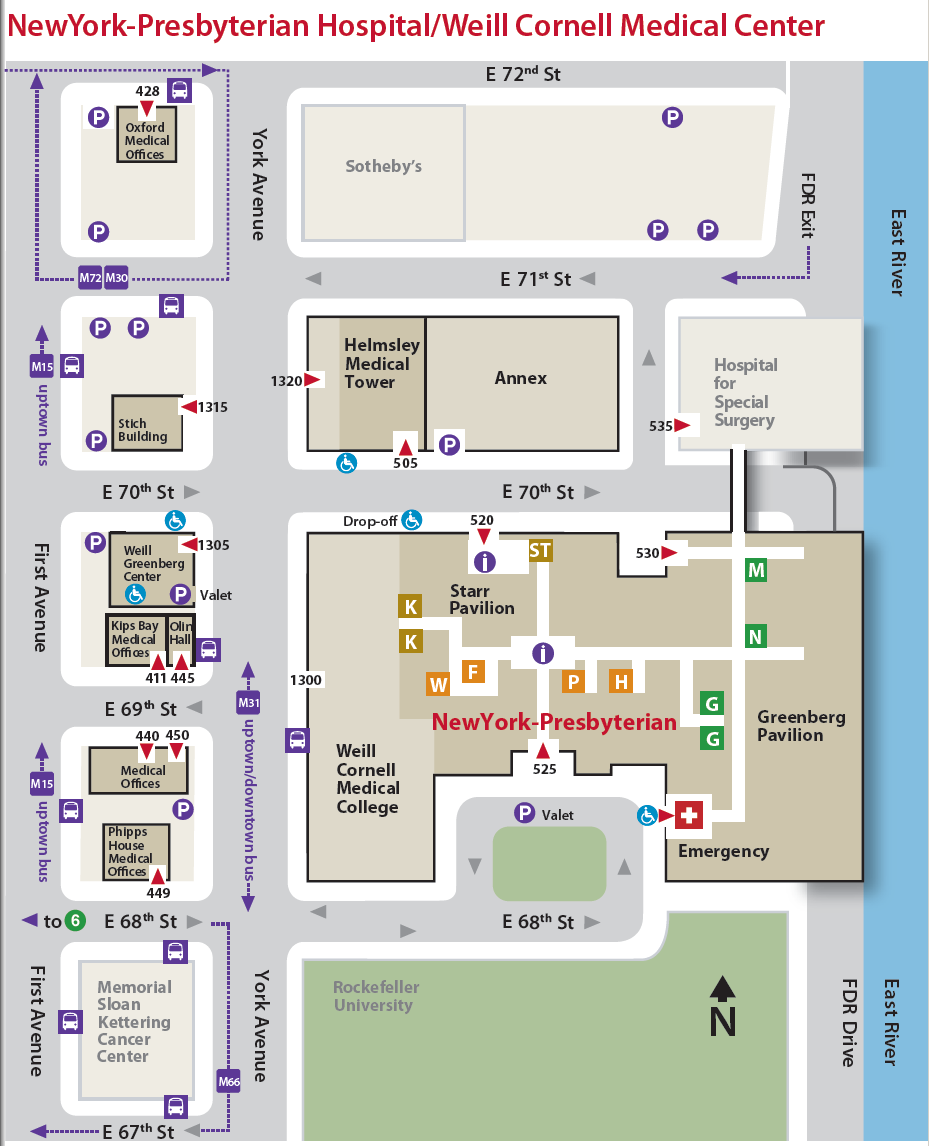 NewYork-Presbyterian Hospital/Weill Cornell Medical Center
E 72nd St
428
P
Oxford
Medical
Offices
P
York Avenue
Sotheby's
P
P
P
FDR Exit
East River
M72 M30
E 71st St
P
P
M15
uptown bus
1315
Stich
Building
P
1320
Helmsley
Medical
Tower
Annex
505
P
Hospital
for
Special
Surgery
535
E 70th St
E 70th St
First Avenue
P
Weill
Greenberg
Center
1305
P
Valet
Kips Bay
Medical
Offices
Olin
Hall
411
445
Drop-off
520
i
ST
530
M
Starr
Pavilion
K
K
N
i
W
F
P
H
G
G
1300
NewYork-Presbyterian
Greenberg
Pavilion
E 69th St
M31
uptown/downtown bus
440
450
Medical
Offices
M15
uptown bus
P
Phipps
House
Medical
Offices
449
Weill
Cornell
Medical
College
525
P
Valet
Emergency
to 6
E 68th St
E 68th St
First Avenue
Memorial
Sloan
Kettering
Cancer
Center
York Avenue
Rockefeller
University
N
FDR Drive
East River
M66
E 67th St